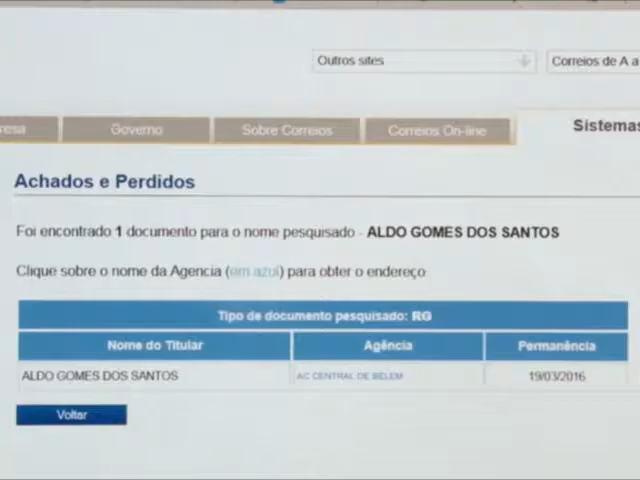 Outros sites
Correios de A a
resa
Governo
Sobre Correios
Correios On-line
Sistemas
Achados e Perdidos
Foi encontrado 1 documento para o nome pesquisado - ALDO GOMES DOS SANTOS
Clique sobre o nome da Agencia (em azul) para obter o endereço
Tipo de documento pesquisado: RG
Nome do Titular
Agência
Permanência
ALDO GOMES DOS SANTOS
AC CENTRAL DE BELEM
19/03/2016
Voltar